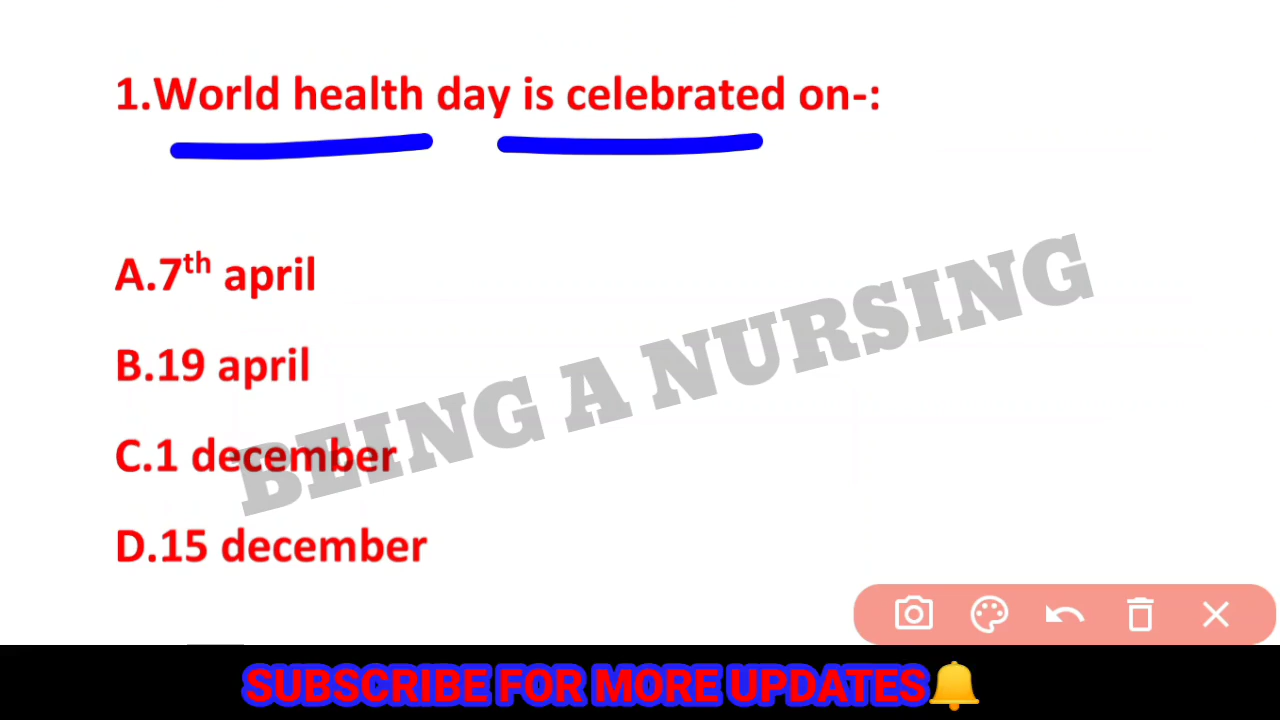 1.World health day is celebrated on-:
A.7th april
B.19 april
C.1 december
D.15 december
BEING A NURSING
SUBSCRIBE FOR MORE UPDATES🔔